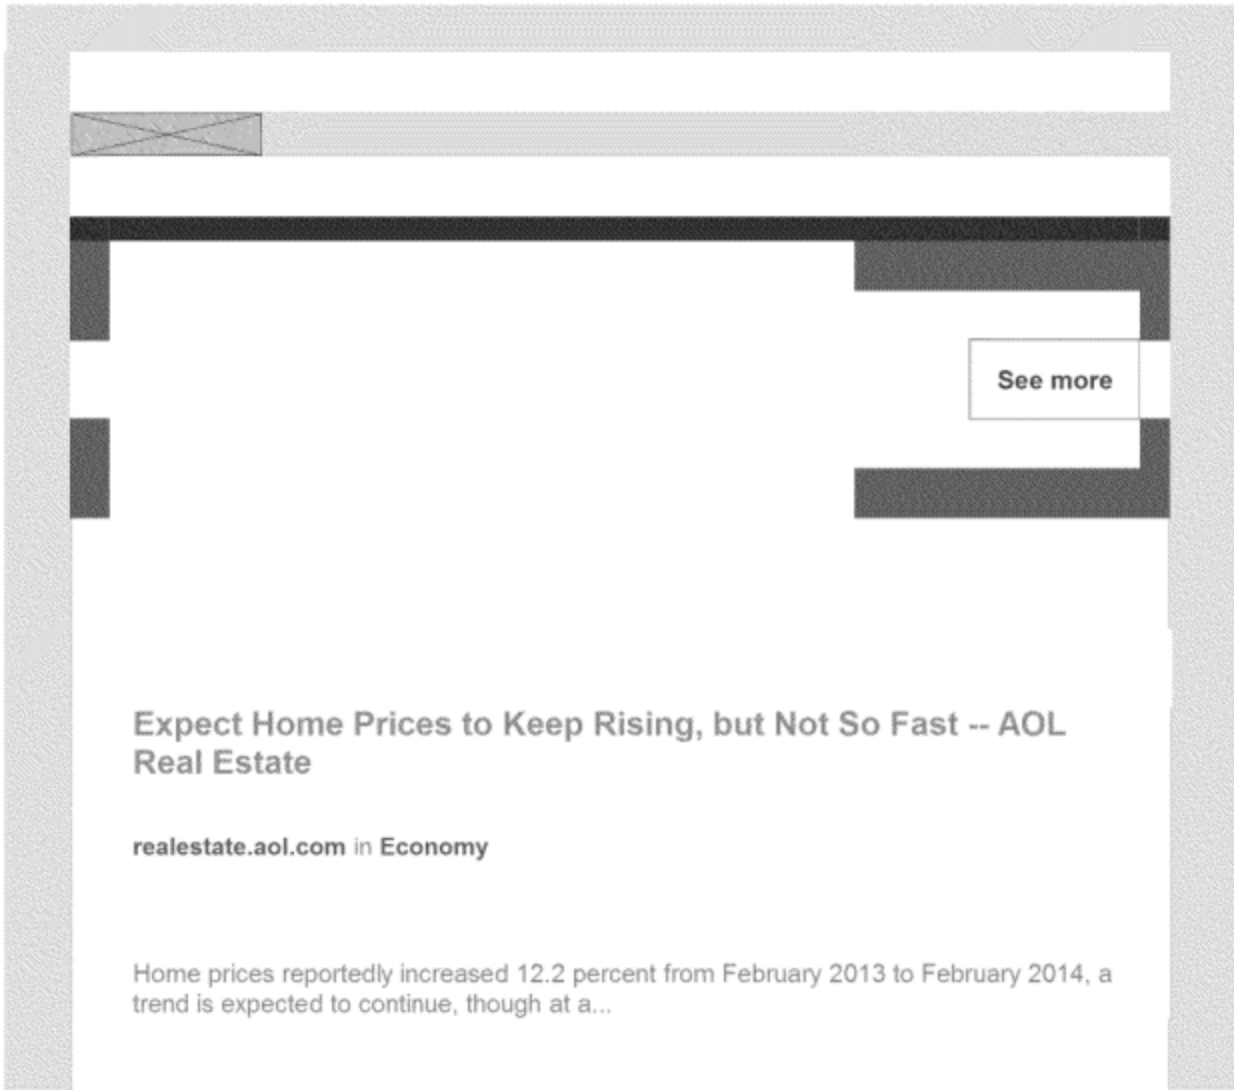 See more
Expect Home Prices to Keep Rising, but Not So Fast -- AOL
Real Estate
realestate.aol.com in Economy
Home prices reportedly increased 12.2 percent from February 2013 to February 2014, a
trend is expected to continue, though at a...